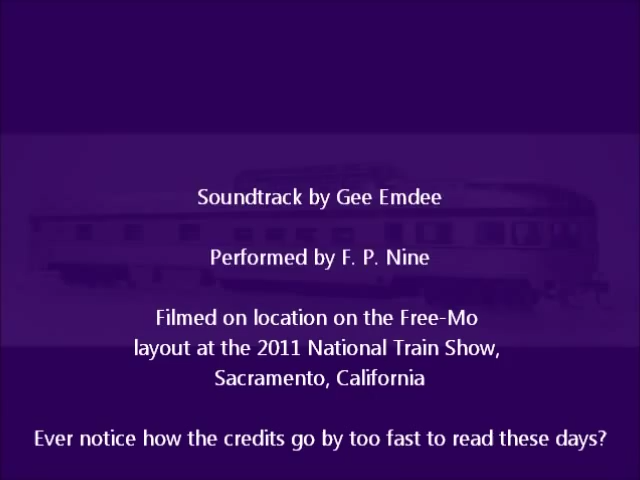 Soundtrack by Gee Emdee
Performed by F. P. Nine
Filmed on location on the Free-Mo
layout at the 2011 National Train Show,
Sacramento, California
Ever notice how the credits go by too fast to read these days?